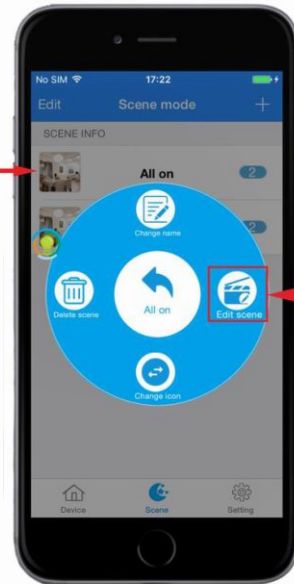 No SIM 17:22
Edit Scene mode +
SCENE INFO
All on 2
2
Change name
Delete scene
All on
Edit scene
Change icon
Device Scene Setting